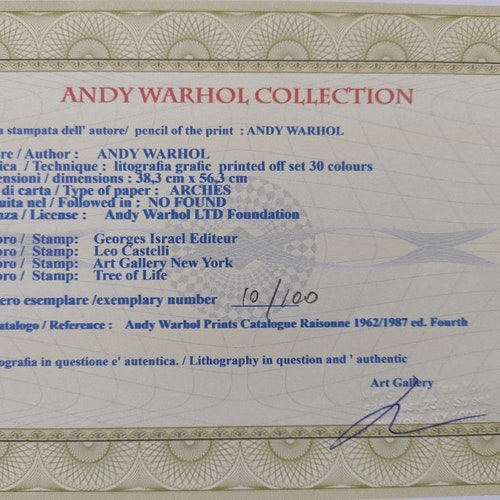 ANDY WARHOL COLLECTION
a stampata dell' autore/ pencil of the print : ANDY WARHOL
re / Author : ANDY WARHOL
ica / Technique : litografia grafic printed off set 30 colours
ensioni / dimensions : 38,3 cm x 56,3 cm
di carta / Type of paper : ARCHES
uita nel / Followed in : NO FOUND
nza / License : Andy Warhol LTD Foundation
oro / Stamp: Georges Israel Editeur
oro / Stamp: Leo Castelli
oro / Stamp: Art Gallery New York
oro / Stamp: Tree of Life
ero esemplare /exemplary number 10/100
atalogo / Reference : Andy Warhol Prints Catalogue Raisonne 1962/1987 ed. Fourth
ografia in questione e' autentica. / Lithography in question and ' authentic
Art Gallery